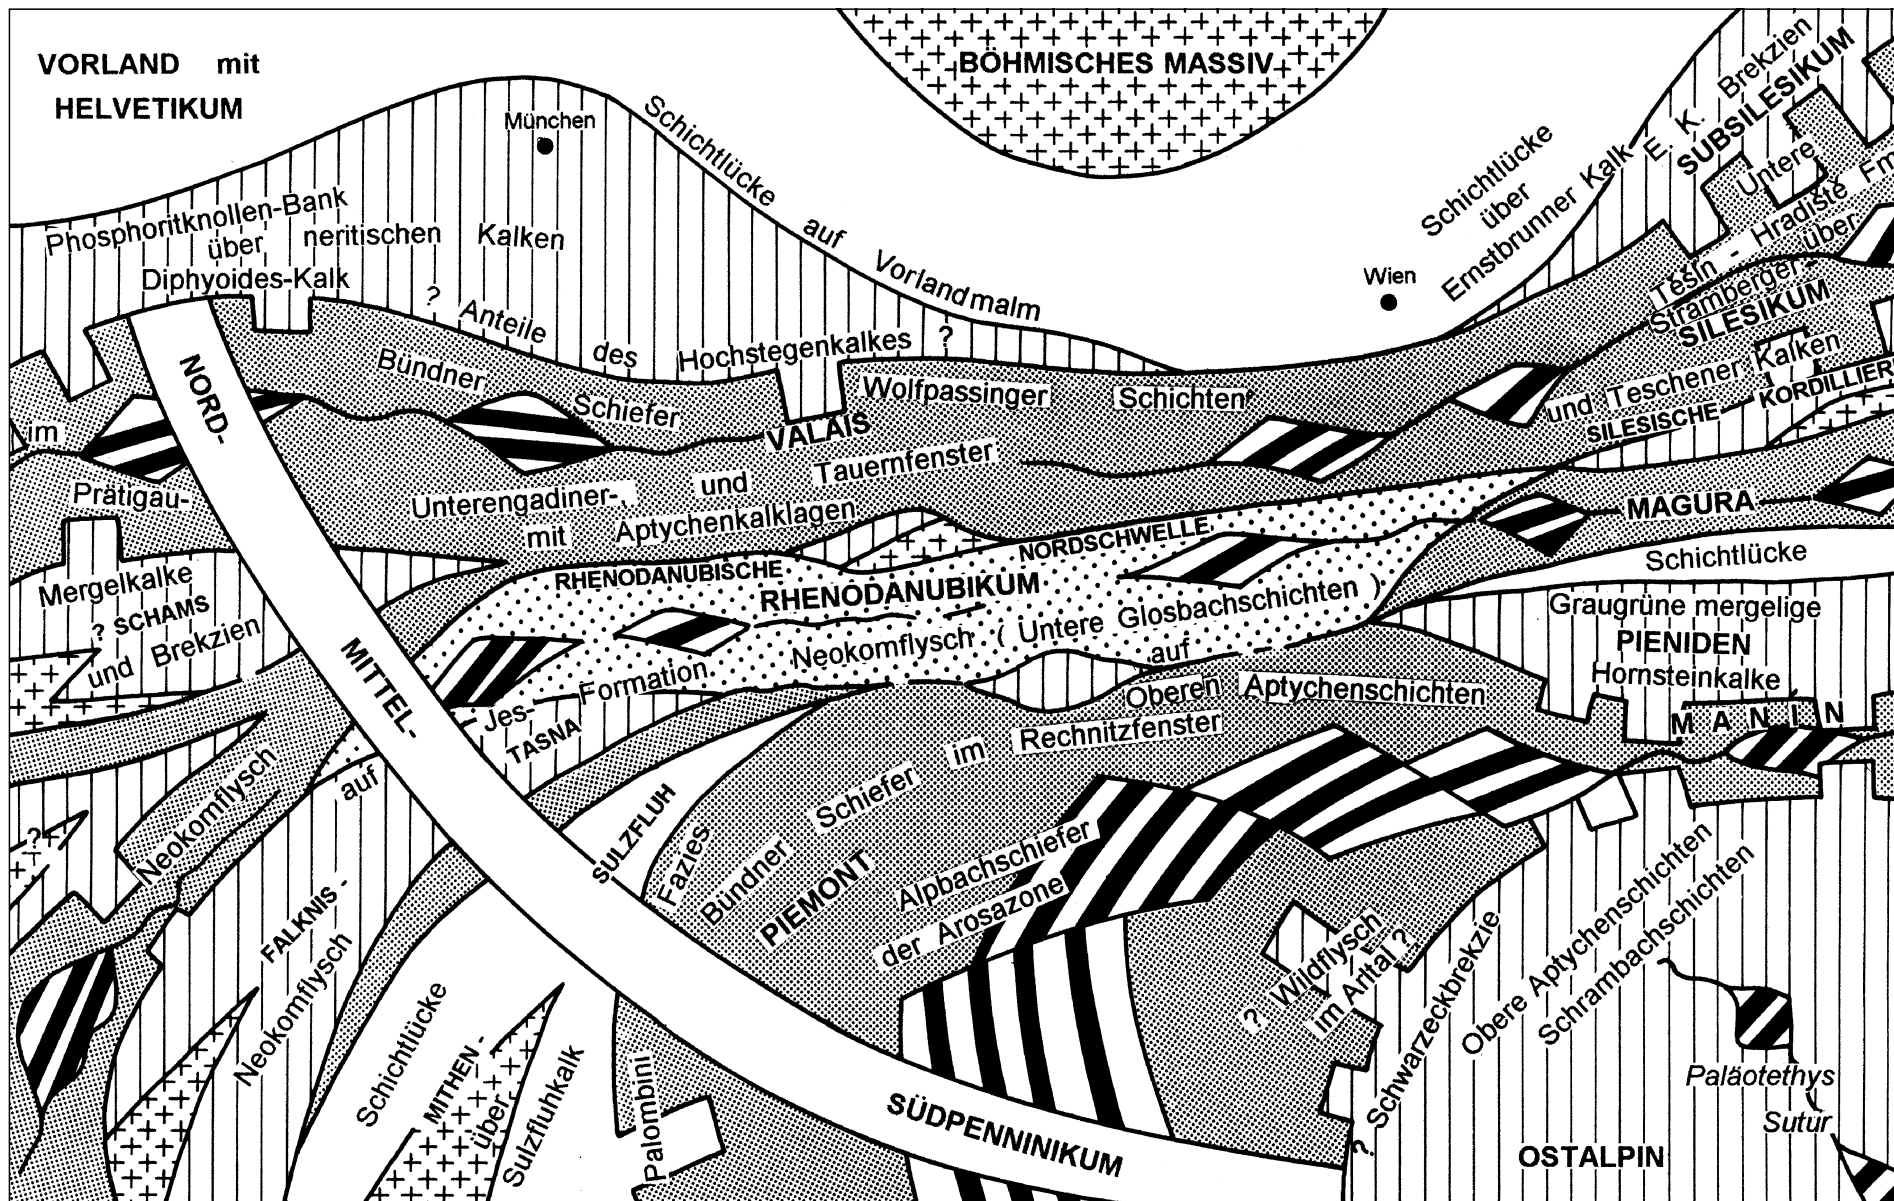 VORLAND mit
HELVETIKUM
BÖHMISCHES MASSIV
München
Wien
Schichtlücke auf Vorlandmalm
Phosphoritknollen-Bank
über neritischen Kalken
Diphyoides-Kalk
? Anteile des Hochstegenkalkes ?
Schichtlücke
über
Ernstbrunner Kalk
E. K. Brekzien
SUBSILESIKUM
Untere
Tešin - Hradiště Fm
Stramberger - über
SILESIKUM
und Teschener Kalken
SILESISCHE KORDILLIER
NORD-
MITTEL-
SÜDPENNINIKUM
Bündner Schiefer
Wolfpassinger Schichten
VALAIS
im
Prätigau-
Unterengadiner-, und Tauernfenster
mit Aptychenkalklagen
MAGURA
Schichtlücke
RHENODANUBISCHE NORDSCHWELLE
RHENODANUBIKUM
Neokomflysch ( Untere Glosbachschichten )
Mergelkalke
? SCHAMS
und Brekzien
Graugrüne mergelige
PIENIDEN
Hornsteinkalke
MANIN
Jes- Formation
TASNA
auf
Oberen Aptychenschichten
im Rechnitzfenster
Neokomflysch
auf
?
FALKNIS -
Neokomflysch
SULZFLUH
Fazies
Bündner Schiefer
PIEMONT
Alpbachschiefer
der Arosazone
? Wildflysch
im Arltal ?
? Schwarzeckbrekzie
Obere Aptychenschichten
Schrambachschichten
Schichtlücke
MITHEN -
über
Sulzfluhkalk
Palombini
Paläotethys
Sutur
OSTALPIN